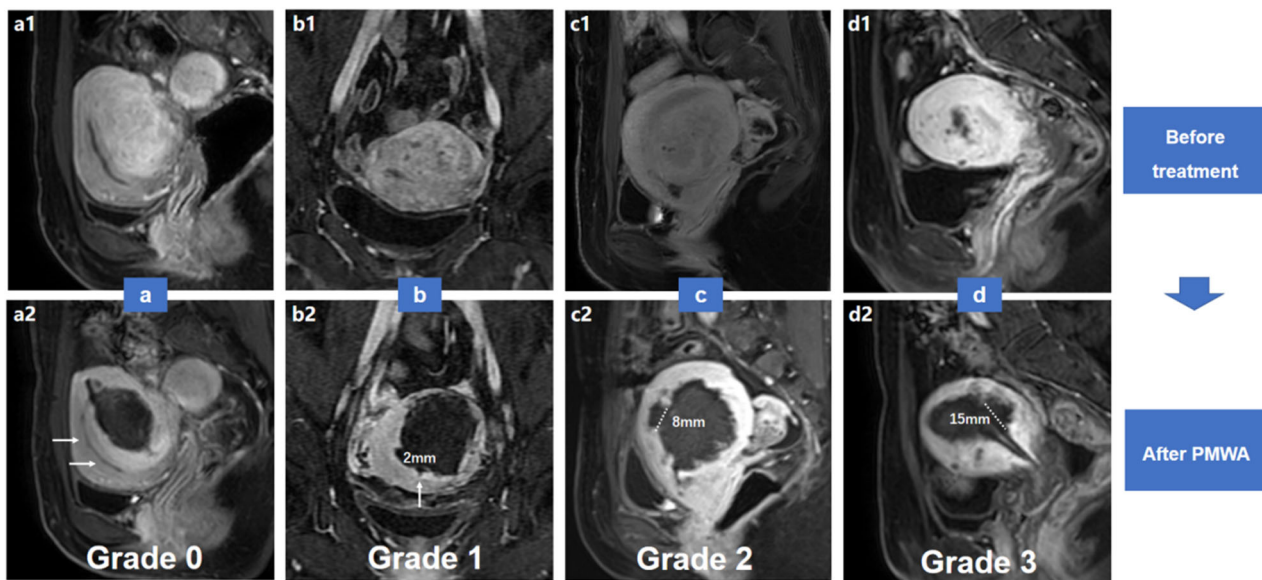 a1
b1
c1
d1
Before
treatment
a
b
c
d
a2
b2
c2
d2
2mm
8mm
15mm
After PMWA
Grade 0
Grade 1
Grade 2
Grade 3